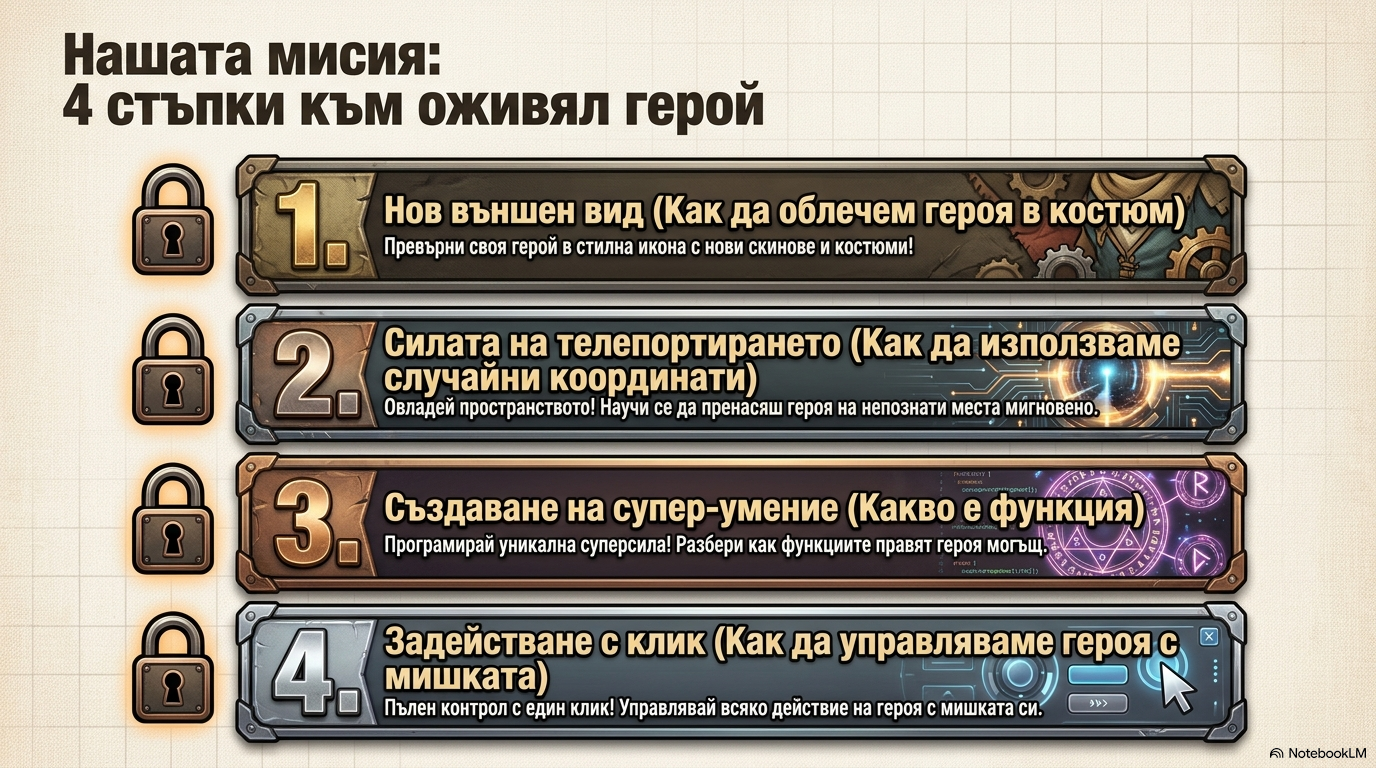 Нашата мисия:
4 стъпки към оживял герой
1.
Нов външен вид (Как да облечем героя в костюм)
Превърни своя герой в стилна икона с нови скинове и костюми!
2.
Силата на телепортирането (Как да използваме
случайни координати)
Овладей пространството! Научи се да пренасяш героя на непознати места мигновено.
3.
Създаване на супер-умение (Какво е функция)
Програмирай уникална суперсила! Разбери как функциите правят героя могъщ.
4.
Задействане с клик (Как да управляваме героя с
мишката)
Пълен контрол с един клик! Управлявай всяко действие на героя с мишката си.
NotebookLM